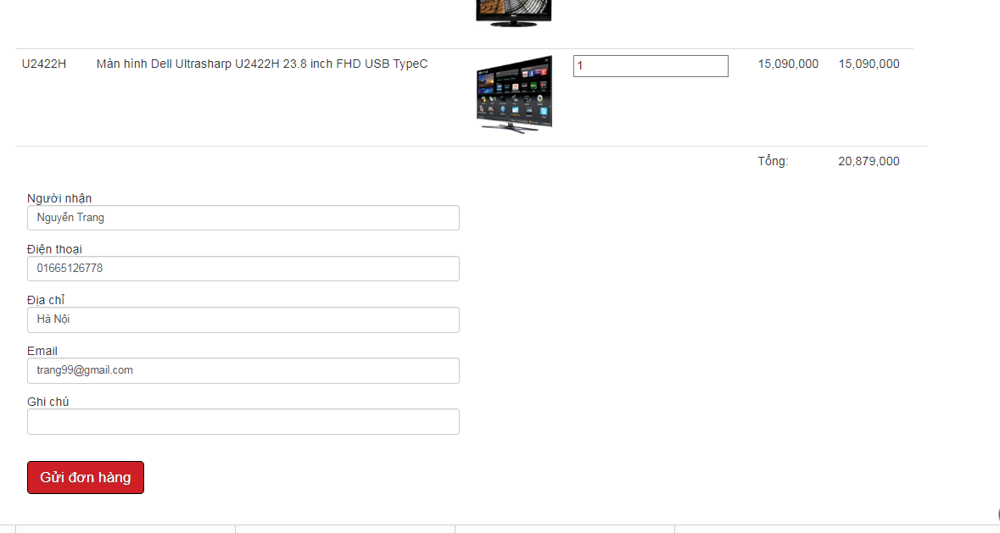 U2422H Màn hình Dell Ultrasharp U2422H 23.8 inch FHD USB TypeC 1 15,090,000 15,090,000
Tổng: 20,879,000
Người nhận
Nguyễn Trang
Điện thoại
01665126778
Địa chỉ
Hà Nội
Email
trang99@gmail.com
Ghi chú
Gửi đơn hàng